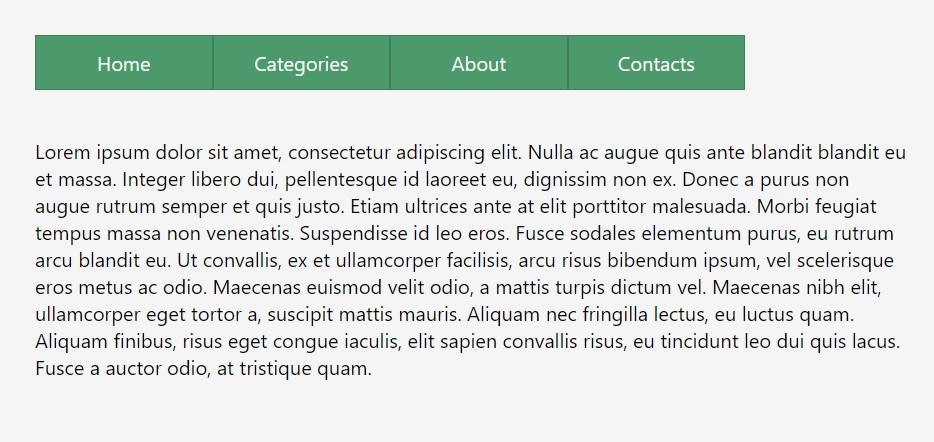 Home Categories About Contacts
Lorem ipsum dolor sit amet, consectetur adipiscing elit. Nulla ac augue quis ante blandit blandit eu
et massa. Integer libero dui, pellentesque id laoreet eu, dignissim non ex. Donec a purus non
augue rutrum semper et quis justo. Etiam ultrices ante at elit porttitor malesuada. Morbi feugiat
tempus massa non venenatis. Suspendisse id leo eros. Fusce sodales elementum purus, eu rutrum
arcu blandit eu. Ut convallis, ex et ullamcorper facilisis, arcu risus bibendum ipsum, vel scelerisque
eros metus ac odio. Maecenas euismod velit odio, a mattis turpis dictum vel. Maecenas nibh elit,
ullamcorper eget tortor a, suscipit mattis mauris. Aliquam nec fringilla lectus, eu luctus quam.
Aliquam finibus, risus eget congue iaculis, elit sapien convallis risus, eu tincidunt leo dui quis lacus.
Fusce a auctor odio, at tristique quam.